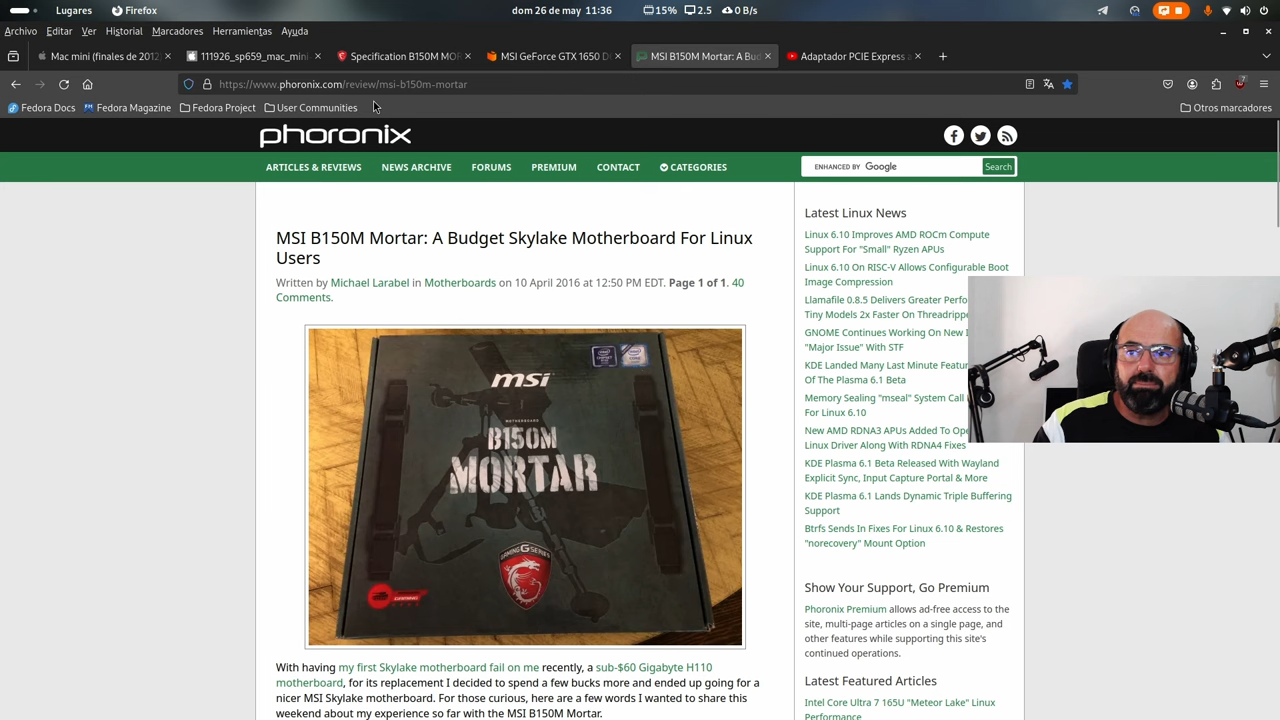 Lugares
Firefox
dom 26 de may
11:36
15%
2.5
0 B/s
Archivo
Editar
Ver
Historial
Marcadores
Herramientas
Ayuda
Mac mini (finales de 2012)
111926_sp659_mac_mini-
Specification B150M MOR
MSI GeForce GTX 1650 D
MSI B150M Mortar: A Bud
Adaptador PCIE Express a
https://www.phoronix.com/review/msi-b150m-mortar
7
Fedora Docs
Fedora Magazine
Fedora Project
User Communities
Otros marcadores
phoronix
ARTICLES & REVIEWS
NEWS ARCHIVE
FORUMS
PREMIUM
CONTACT
CATEGORIES
ENHANCED BY Google
Search
MSI B150M Mortar: A Budget Skylake Motherboard For Linux
Users
Written by Michael Larabel in Motherboards on 10 April 2016 at 12:50 PM EDT. Page 1 of 1. 40
Comments.
msi
MOTHERBOARD
B150M
MORTAR
GAMING G SERIES
With having my first Skylake motherboard fail on me recently, a sub-$60 Gigabyte H110
motherboard, for its replacement I decided to spend a few bucks more and ended up going for a
nicer MSI Skylake motherboard. For those curious, here are a few words I wanted to share this
weekend about my experience so far with the MSI B150M Mortar.
Latest Linux News
Linux 6.10 Improves AMD ROCm Compute
Support For "Small" Ryzen APUs
Linux 6.10 On RISC-V Allows Configurable Boot
Image Compression
Llamafile 0.8.5 Delivers Greater Perfo
Tiny Models 2x Faster On Threadripp
GNOME Continues Working On New
"Major Issue" With STF
KDE Landed Many Last Minute Featur
Of The Plasma 6.1 Beta
Memory Sealing "mseal" System Call
For Linux 6.10
New AMD RDNA3 APUs Added To Ope
Linux Driver Along With RDNA4 Fixes
KDE Plasma 6.1 Beta Released With Wayland
Explicit Sync, Input Capture Portal & More
KDE Plasma 6.1 Lands Dynamic Triple Buffering
Support
Btrfs Sends In Fixes For Linux 6.10 & Restores
"norecovery" Mount Option
Show Your Support, Go Premium
Phoronix Premium allows ad-free access to the
site, multi-page articles on a single page, and
other features while supporting this site's
continued operations.
Latest Featured Articles
Intel Core Ultra 7 165U "Meteor Lake" Linux
Performance